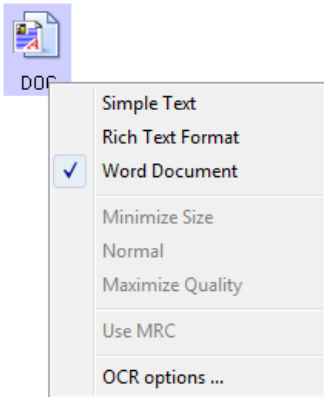 DOC
Simple Text
Rich Text Format
Word Document
Minimize Size
Normal
Maximize Quality
Use MRC
OCR options ...